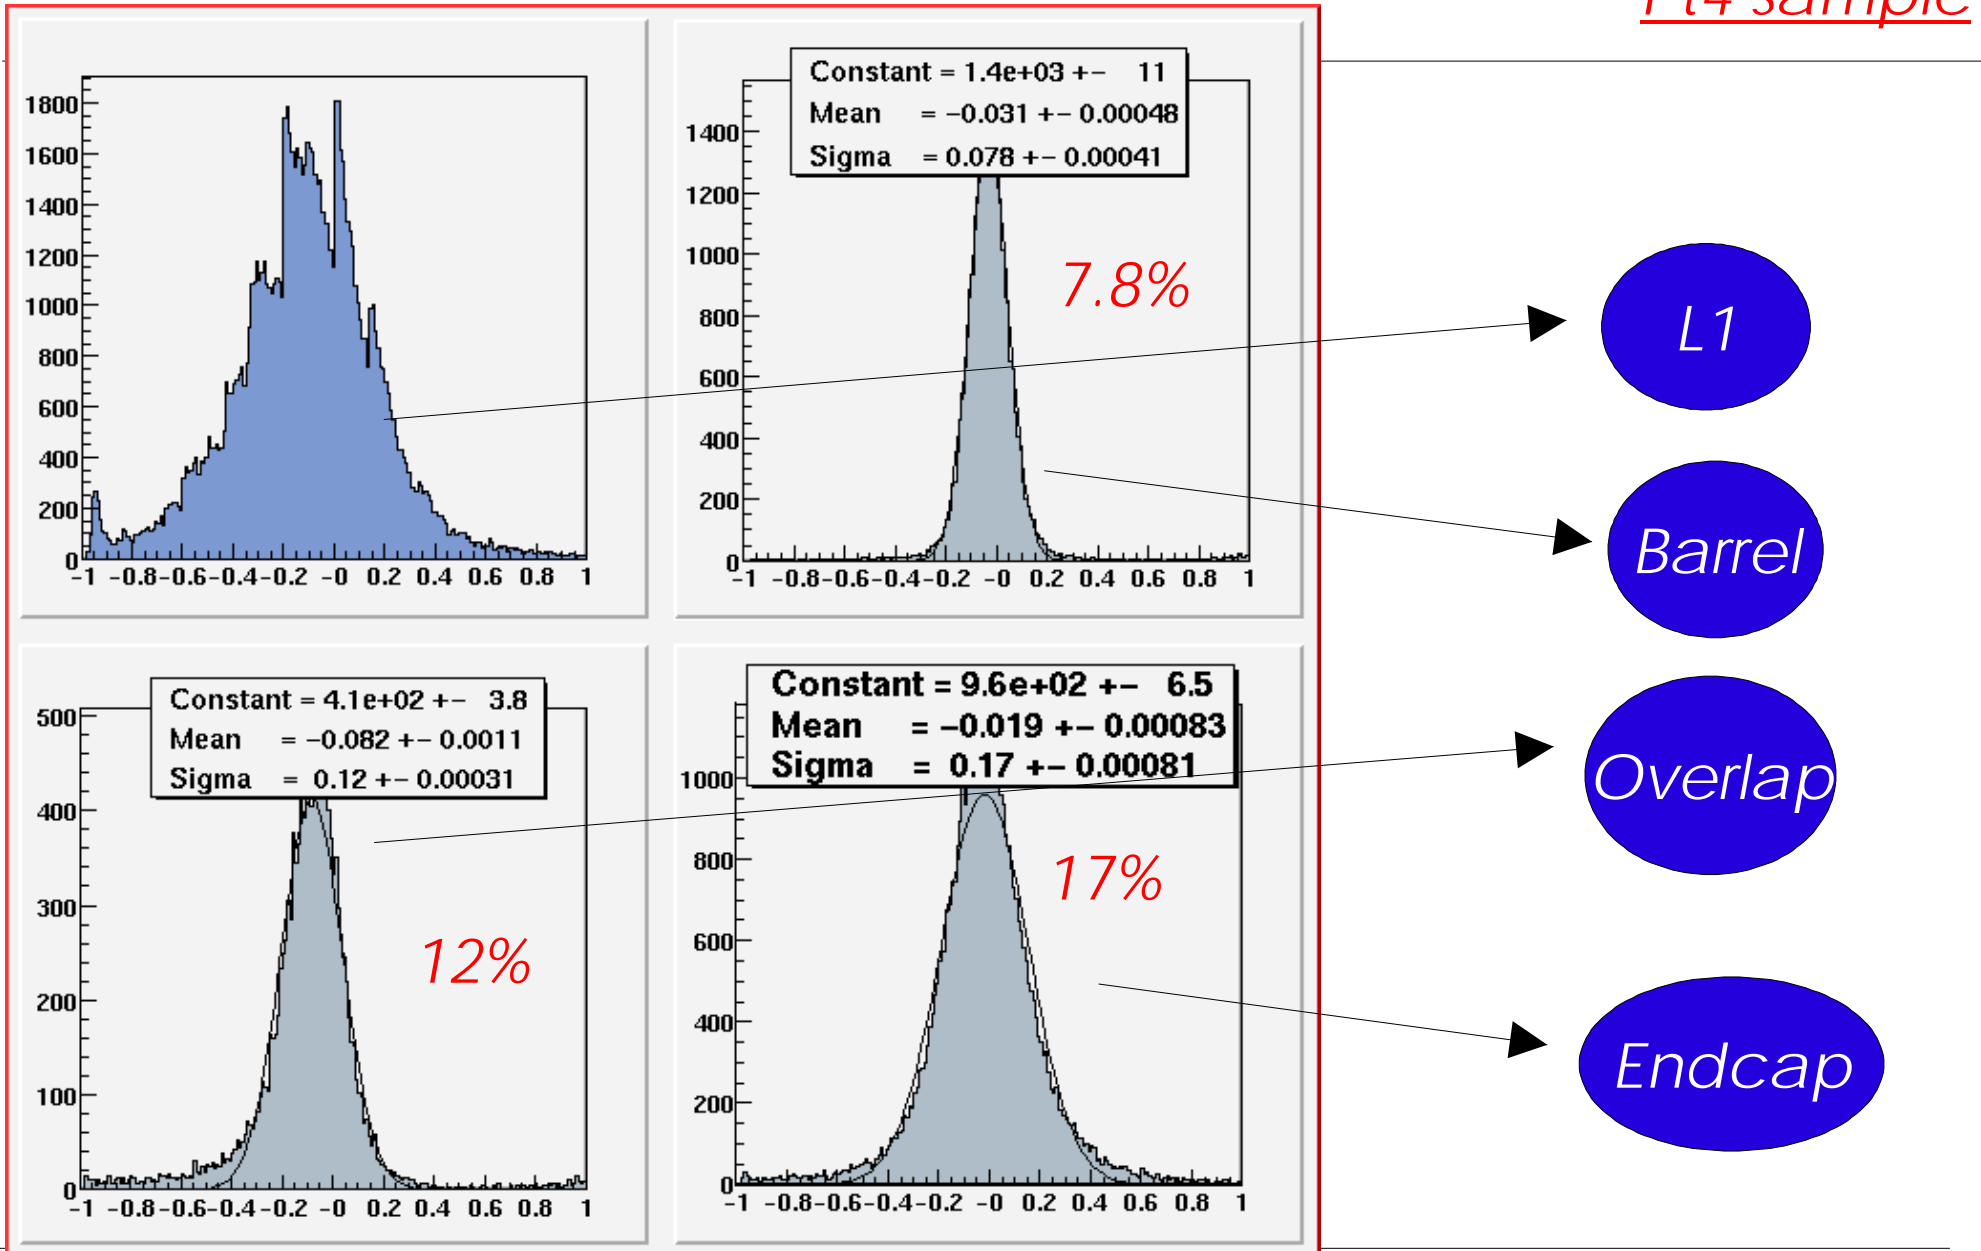 sample
1800
1600
1400
1200
1000
800
600
400
200
0
-1 -0.8 -0.6 -0.4 -0.2 -0 0.2 0.4 0.6 0.8 1
Constant = 1.4e+03 +- 11
Mean = -0.031 +- 0.00048
Sigma = 0.078 +- 0.00041
1400
1200
1000
800
600
400
200
0
-1 -0.8 -0.6 -0.4 -0.2 -0 0.2 0.4 0.6 0.8 1
7.8%
L1
Barrel
Constant = 4.1e+02 +- 3.8
Mean = -0.082 +- 0.0011
Sigma = 0.12 +- 0.00031
500
400
300
200
100
0
-1 -0.8 -0.6 -0.4 -0.2 -0 0.2 0.4 0.6 0.8 1
12%
Constant = 9.6e+02 +- 6.5
Mean = -0.019 +- 0.00083
Sigma = 0.17 +- 0.00081
1000
800
600
400
200
0
-1 -0.8 -0.6 -0.4 -0.2 -0 0.2 0.4 0.6 0.8 1
17%
Overlap
Endcap